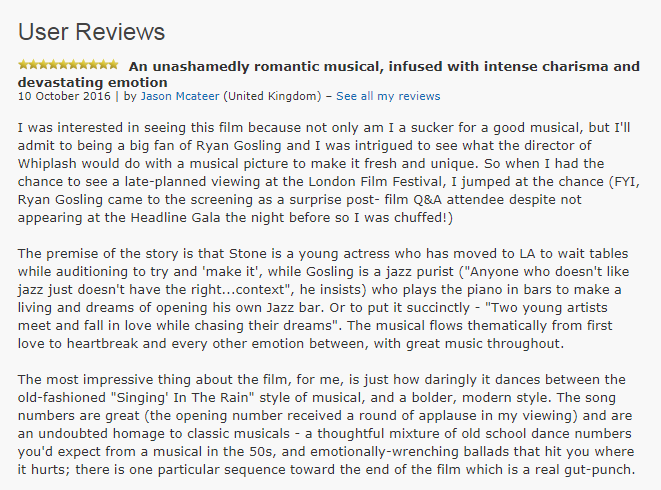 User Reviews
An unashamedly romantic musical, infused with intense charisma and
devastating emotion
10 October 2016 | by Jason Mcateer (United Kingdom) – See all my reviews
I was interested in seeing this film because not only am I a sucker for a good musical, but I'll
admit to being a big fan of Ryan Gosling and I was intrigued to see what the director of
Whiplash would do with a musical picture to make it fresh and unique. So when I had the
chance to see a late-planned viewing at the London Film Festival, I jumped at the chance (FYI,
Ryan Gosling came to the screening as a surprise post- film Q&A attendee despite not
appearing at the Headline Gala the night before so I was chuffed!)
The premise of the story is that Stone is a young actress who has moved to LA to wait tables
while auditioning to try and 'make it', while Gosling is a jazz purist ("Anyone who doesn't like
jazz just doesn't have the right...context", he insists) who plays the piano in bars to make a
living and dreams of opening his own Jazz bar. Or to put it succinctly - "Two young artists
meet and fall in love while chasing their dreams". The musical flows thematically from first
love to heartbreak and every other emotion between, with great music throughout.
The most impressive thing about the film, for me, is just how daringly it dances between the
old-fashioned "Singing' In The Rain" style of musical, and a bolder, modern style. The song
numbers are great (the opening number received a round of applause in my viewing) and are
an undoubted homage to classic musicals - a thoughtful mixture of old school dance numbers
you'd expect from a musical in the 50s, and emotionally-wrenching ballads that hit you where
it hurts; there is one particular sequence toward the end of the film which is a real gut-punch.